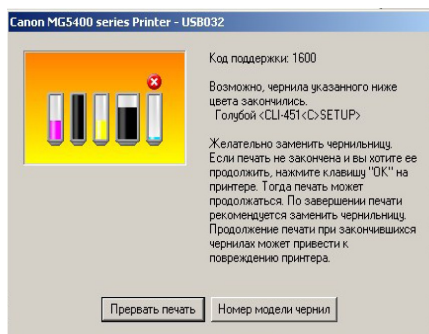 Canon MG5400 series Printer - USB032
Код поддержки: 1600
Возможно, чернила указанного ниже
цвета закончились.
Голубой <CLI-451<C>SETUP>
Желательно заменить чернильницу.
Если печать не закончена и вы хотите ее
продолжить, нажмите клавишу "OK" на
принтере. Тогда печать может
продолжаться. По завершении печати
рекомендуется заменить чернильницу.
Продолжение печати при закончившихся
чернилах может привести к
повреждению принтера.
Прервать печать
Номер модели чернил